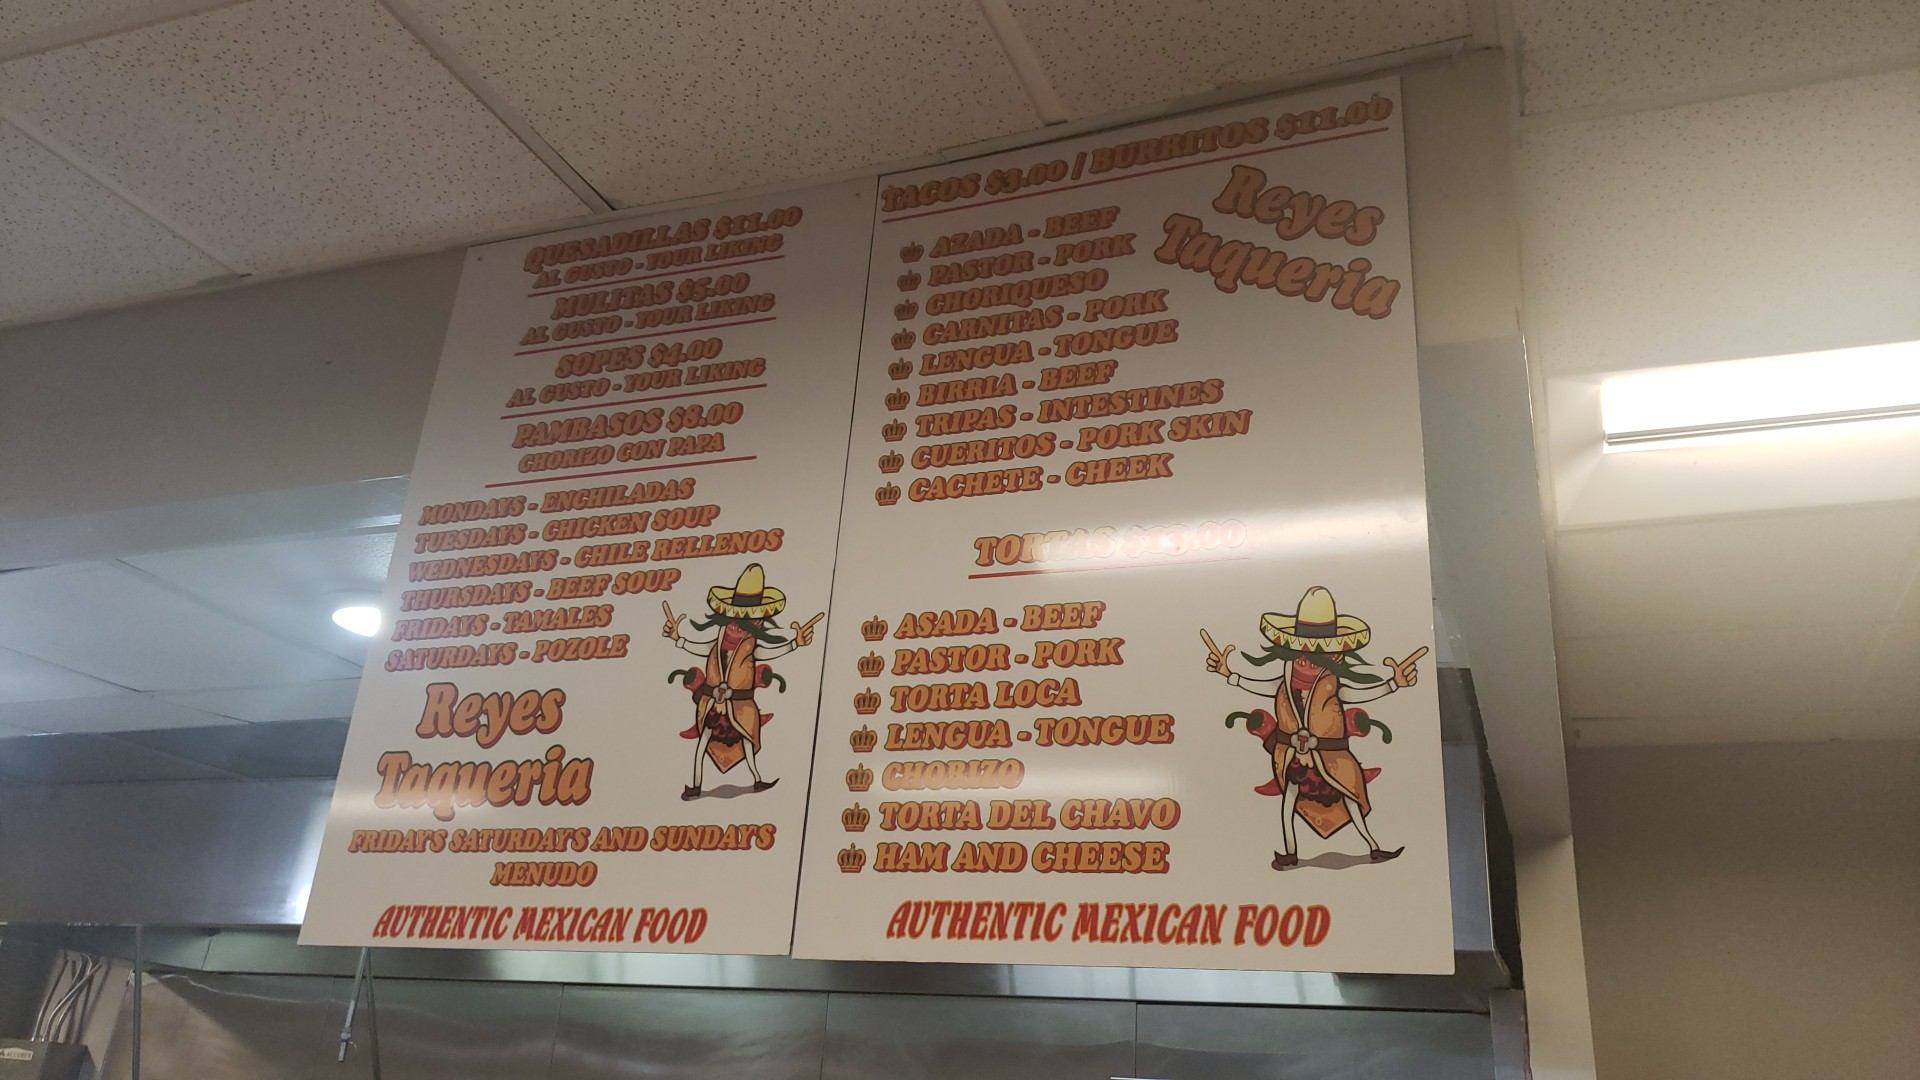 QUESADILLAS $11.00
AL GUSTO - YOUR LIKING
MULITAS $5.00
AL GUSTO - YOUR LIKING
SOPES $4.00
AL GUSTO - YOUR LIKING
PAMBASOS $8.00
CHORIZO CON PAPA
MONDAYS - ENCHILADAS
TUESDAYS - CHICKEN SOUP
WEDNESDAYS - CHILE RELLENOS
THURSDAYS - BEEF SOUP
FRIDAYS - TAMALES
SATURDAYS - POZOLE
Reyes
Taqueria
FRIDAY'S SATURDAY'S AND SUNDAY'S
MENUDO
AUTHENTIC MEXICAN FOOD
TACOS $3.00 / BURRITOS $11.00
Reyes
Taqueria
AZADA - BEEF
PASTOR - PORK
CHORIQUESO
CARNITAS - PORK
LENGUA - TONGUE
BIRRIA - BEEF
TRIPAS - INTESTINES
CUERITOS - PORK SKIN
CACHETE - CHEEK
TORTAS $13.00
ASADA - BEEF
PASTOR - PORK
TORTA LOCA
LENGUA - TONGUE
CHORIZO
TORTA DEL CHAVO
HAM AND CHEESE
T
AUTHENTIC MEXICAN FOOD